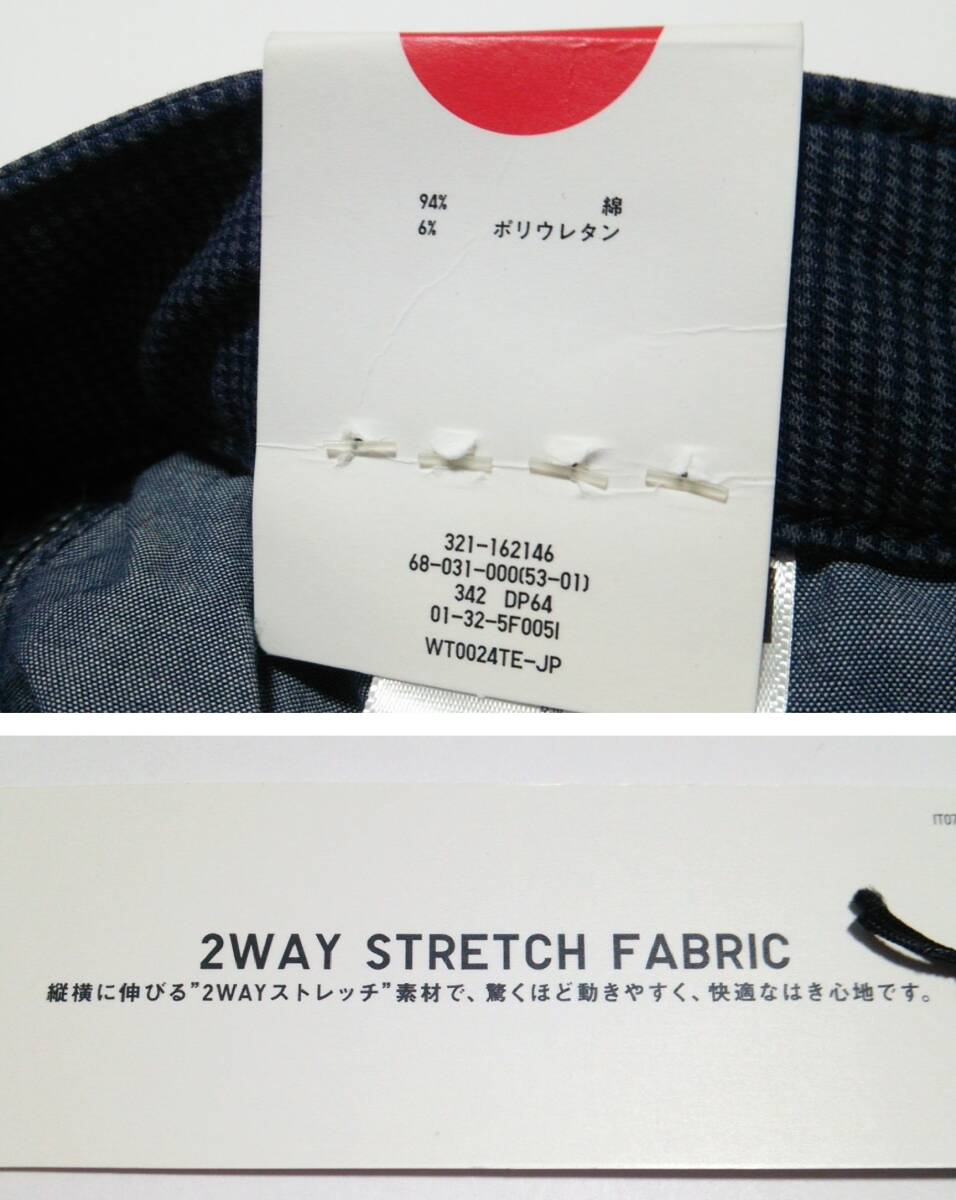 94% 綿
6% ポリウレタン
321-162146
68-031-000(53-01)
342 DP64
01-32-5F005I
WT0024TE-JP
2WAY STRETCH FABRIC
縦横に伸びる”2WAYストレッチ”素材で、驚くほど動きやすく、快適なはき心地です。